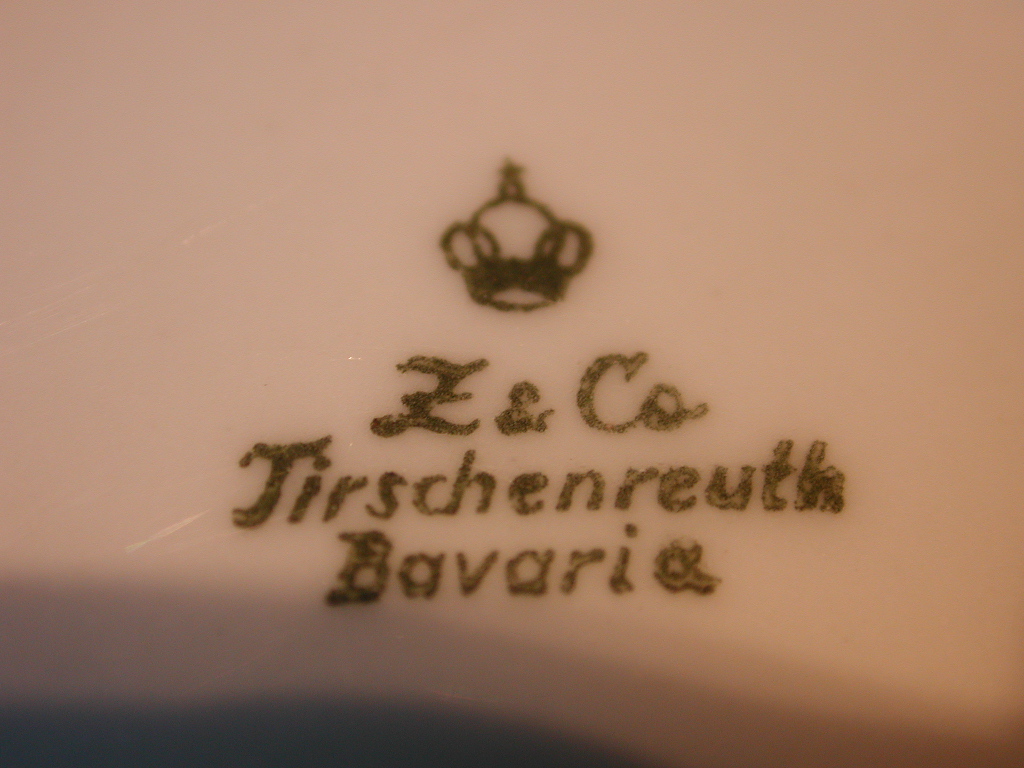 Z & Co
Tirschenreuth
Bavaria